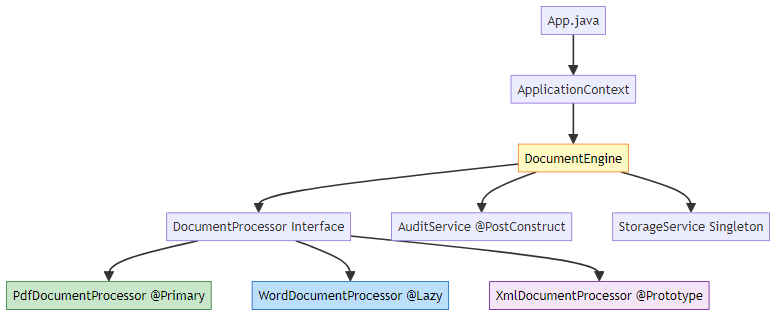 App.java
ApplicationContext
DocumentEngine
DocumentProcessor Interface
AuditService @PostConstruct
StorageService Singleton
PdfDocumentProcessor @Primary
WordDocumentProcessor @Lazy
XmlDocumentProcessor @Prototype